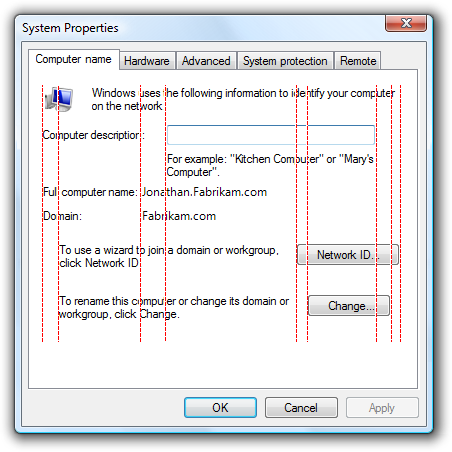 System Properties
Computer name Hardware Advanced System protection Remote
Windows uses the following information to identify your computer
on the network.
Computer description:
For example: "Kitchen Computer" or "Mary's
Computer".
Full computer name: Jonathan.Fabrikam.com
Domain: Fabrikam.com
To use a wizard to join a domain or workgroup,
click Network ID.
Network ID...
To rename this computer or change its domain or
workgroup, click Change.
Change...
OK Cancel Apply